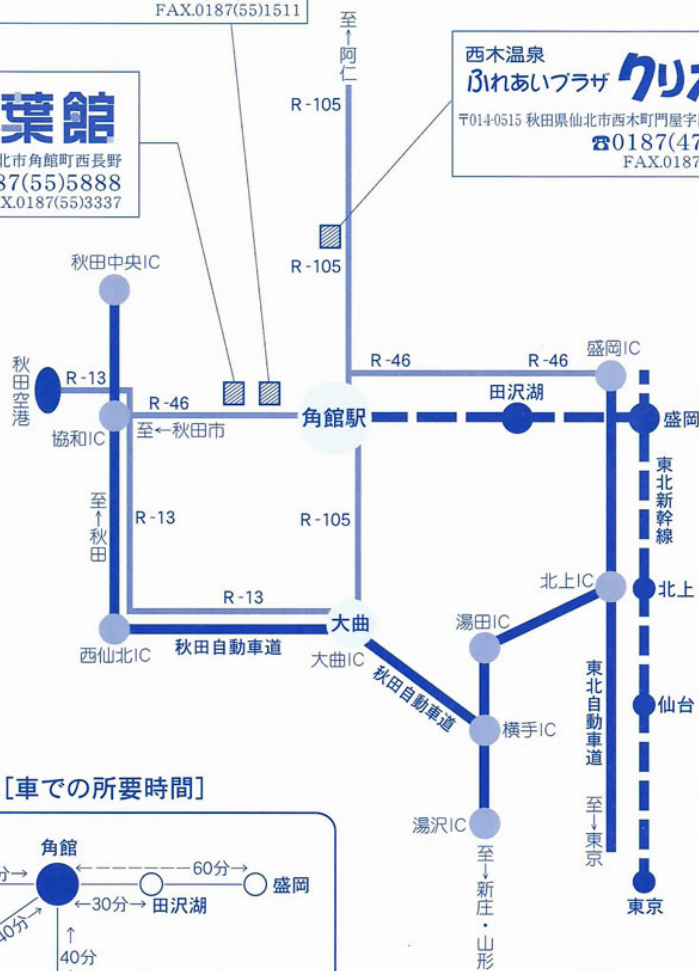 FAX.0187(55)1511
至↑阿仁
西木温泉
ふれあいプラザ クリオ
〒014-0515 秋田県仙北市西木町門屋字
☎0187(47
FAX.0187
葉館
北市角館町西長野
87(55)5888
X.0187(55)3337
R-105
R-105
秋田中央IC
秋田空港
R-13
R-46
R-46
R-46
盛岡IC
田沢湖
角館駅
盛岡
協和IC
至←秋田市
至↑秋田
R-13
R-105
東北新幹線
北上IC
北上
R-13
大曲
湯田IC
西仙北IC
秋田自動車道
大曲IC
秋田自動車道
東北自動車道
仙台
横手IC
湯沢IC
至↓東京
至↓新庄・山形
東京
[車での所要時間]
角館
分→
←60分→
盛岡
←30分→
田沢湖
40分→
↑
40分